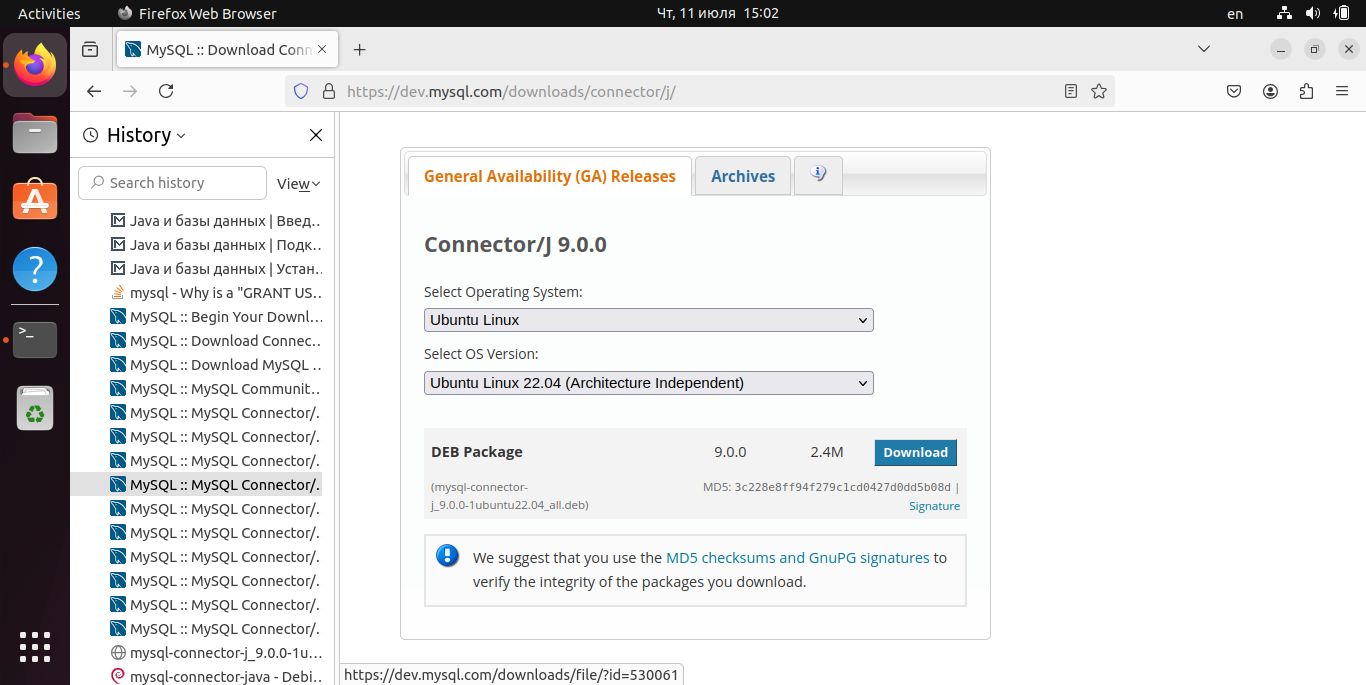 Activities
Firefox Web Browser
Чт, 11 июля 15:02
en
MySQL :: Download Conn
https://dev.mysql.com/downloads/connector/j/
History
Search history
View
Java и базы данных | Введ…
Java и базы данных | Подк…
Java и базы данных | Устан…
mysql - Why is a "GRANT US…
MySQL :: Begin Your Downl…
MySQL :: Download Connec…
MySQL :: Download MySQL …
MySQL :: MySQL Communit…
MySQL :: MySQL Connector/…
MySQL :: MySQL Connector/…
MySQL :: MySQL Connector/…
MySQL :: MySQL Connector/…
MySQL :: MySQL Connector/…
MySQL :: MySQL Connector/…
MySQL :: MySQL Connector/…
MySQL :: MySQL Connector/…
MySQL :: MySQL Connector/…
MySQL :: MySQL Connector/…
mysql-connector-j_9.0.0-1u…
mysql-connector-java - Debi…
General Availability (GA) Releases
Archives
Connector/J 9.0.0
Select Operating System:
Ubuntu Linux
Select OS Version:
Ubuntu Linux 22.04 (Architecture Independent)
DEB Package
9.0.0
2.4M
Download
(mysql-connector-
j_9.0.0-1ubuntu22.04_all.deb)
MD5: 3c228e8ff94f279c1cd0427d0dd5b08d |
Signature
We suggest that you use the MD5 checksums and GnuPG signatures to
verify the integrity of the packages you download.
https://dev.mysql.com/downloads/file/?id=530061